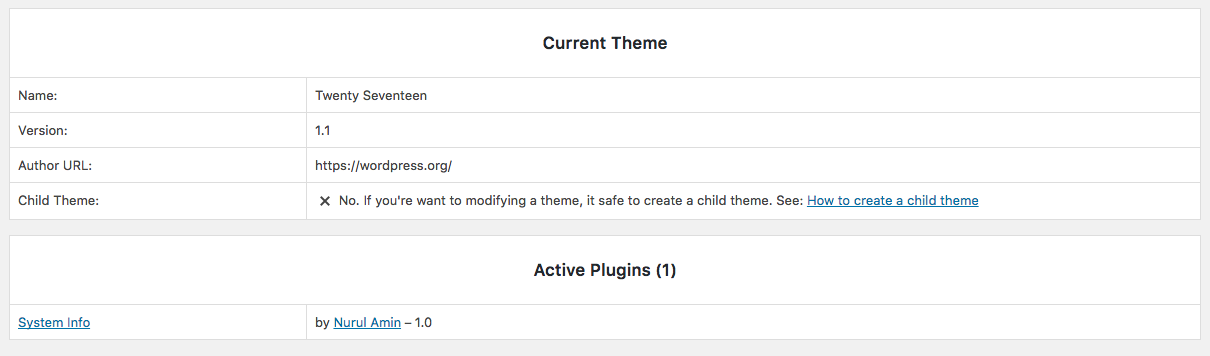 Current Theme
Name: Twenty Seventeen
Version: 1.1
Author URL: https://wordpress.org/
Child Theme: ✕ No. If you're want to modifying a theme, it safe to create a child theme. See: How to create a child theme
Active Plugins (1)
System Info by Nurul Amin – 1.0